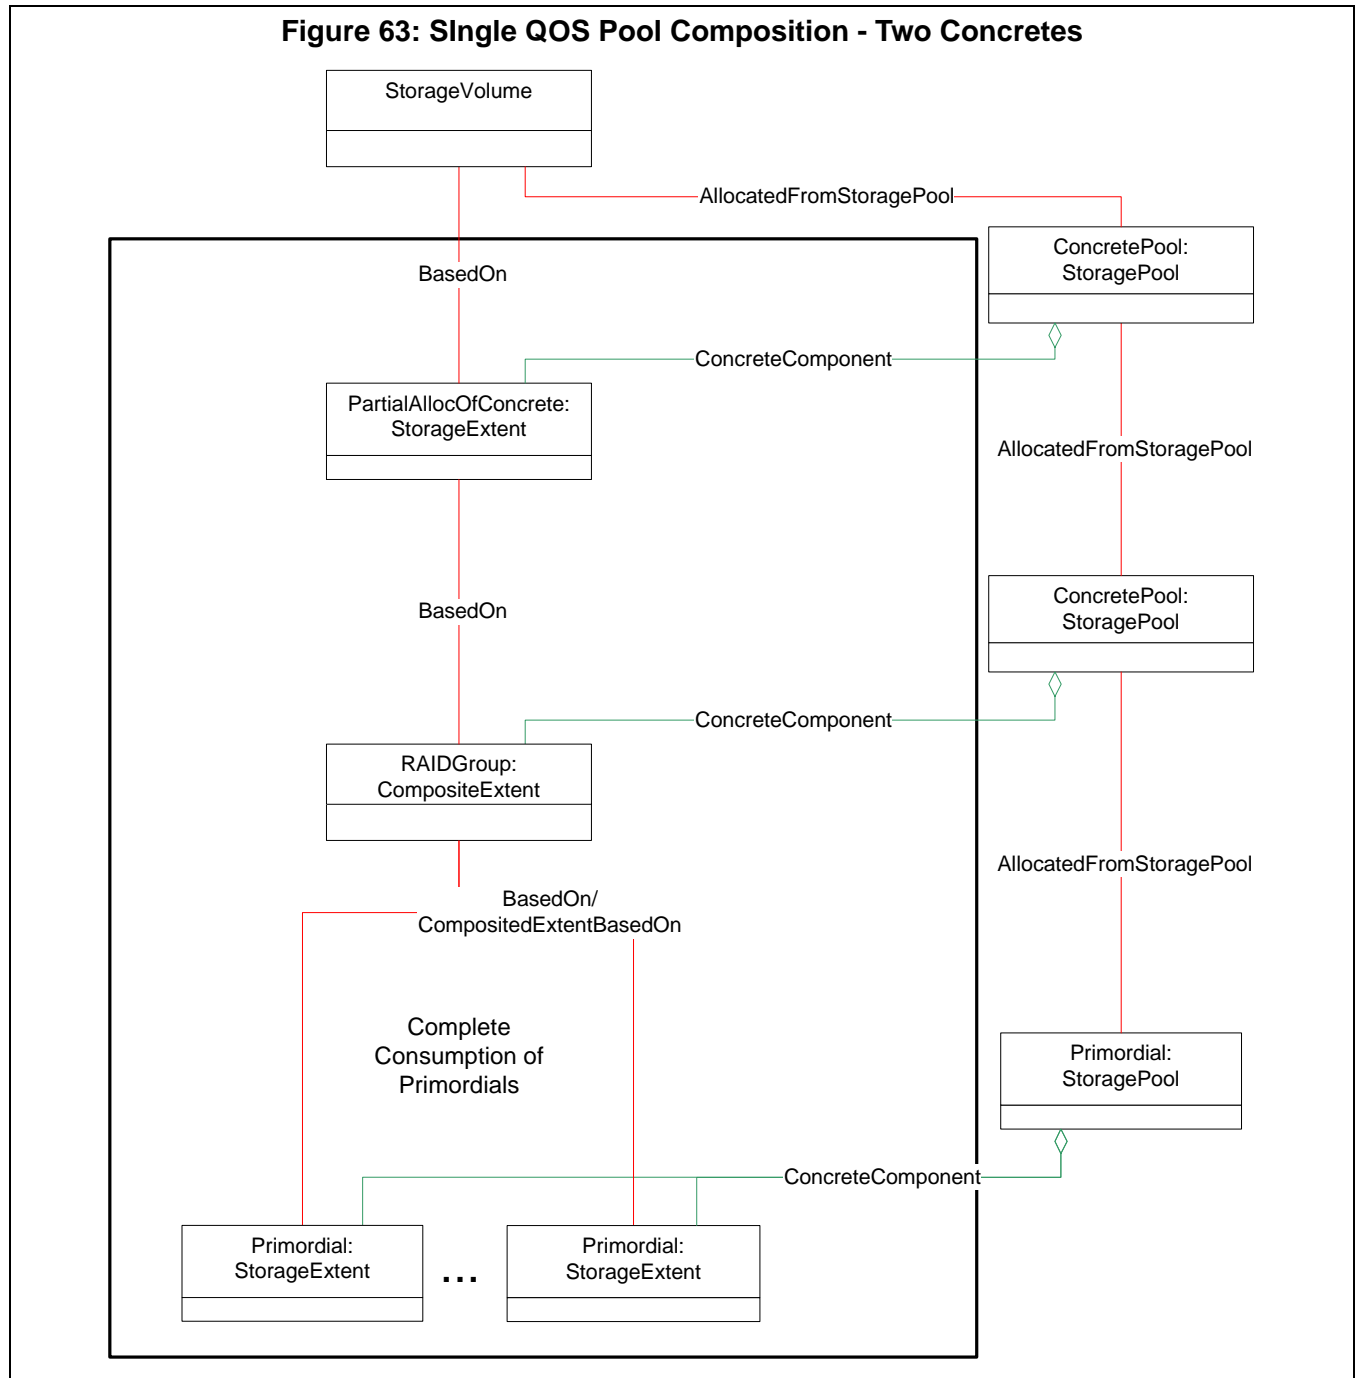 Figure 63: SIngle QOS Pool Composition - Two Concretes
StorageVolume
AllocatedFromStoragePool
ConcretePool:
StoragePool
BasedOn
ConcreteComponent
PartialAllocOfConcrete:
StorageExtent
AllocatedFromStoragePool
ConcretePool:
StoragePool
BasedOn
ConcreteComponent
RAIDGroup:
CompositeExtent
AllocatedFromStoragePool
BasedOn/
CompositedExtentBasedOn
Complete
Consumption of
Primordials
Primordial:
StoragePool
ConcreteComponent
Primordial:
StorageExtent
...
Primordial:
StorageExtent